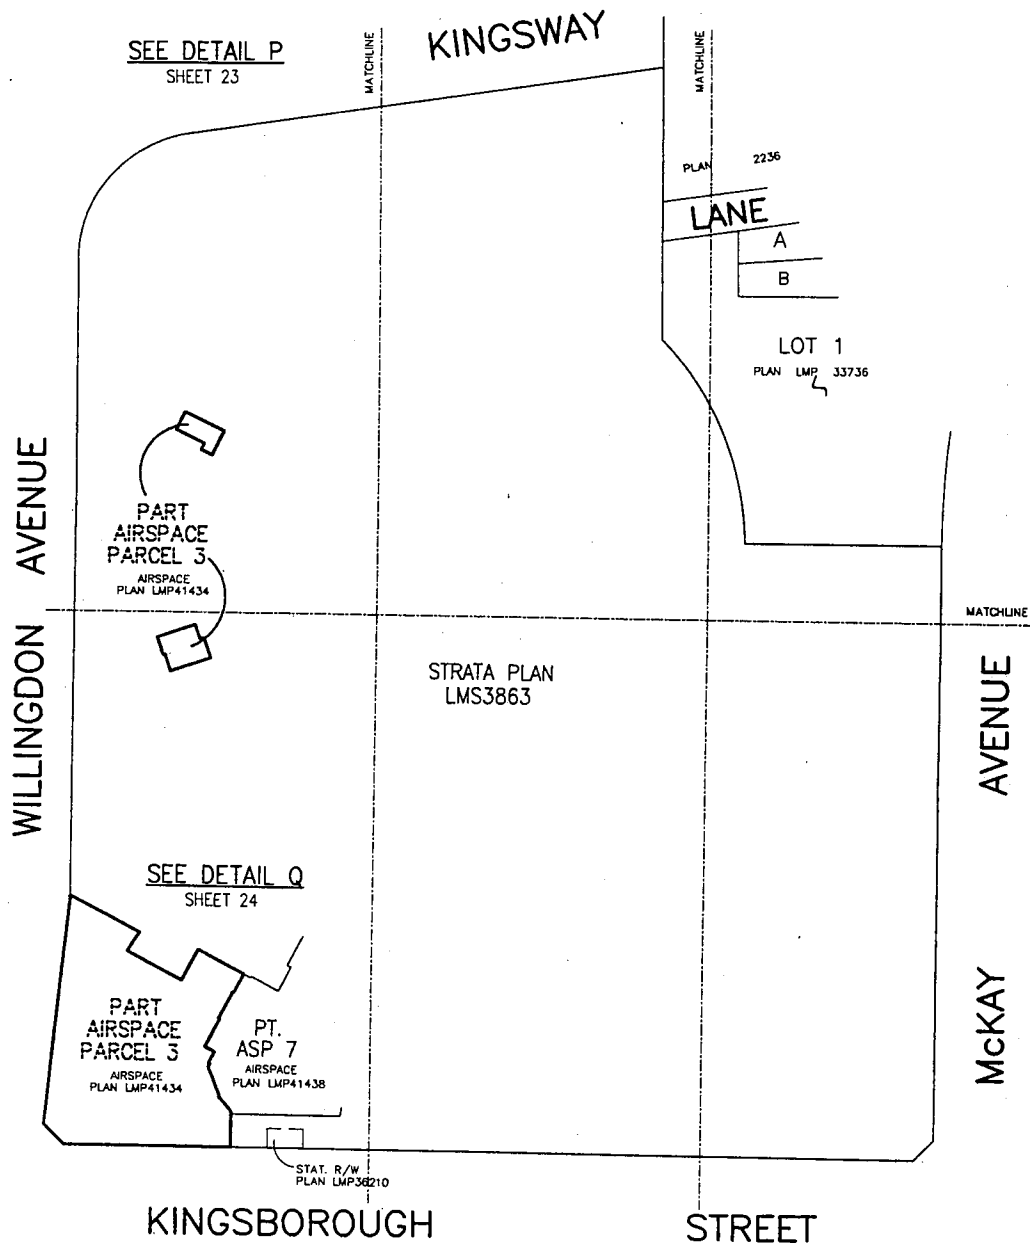 SEE DETAIL P
SHEET 23
MATCHLINE
KINGSWAY
MATCHLINE
PLAN 2236
LANE
A
B
LOT 1
PLAN LMP 33736
WILLINGDON AVENUE
PART
AIRSPACE
PARCEL 3
AIRSPACE
PLAN LMP41434
MATCHLINE
STRATA PLAN
LMS3863
McKAY AVENUE
SEE DETAIL Q
SHEET 24
PART
AIRSPACE
PARCEL 3
AIRSPACE
PLAN LMP41434
PT.
ASP 7
AIRSPACE
PLAN LMP41438
STAT. R/W
PLAN LMP36210
KINGSBOROUGH STREET